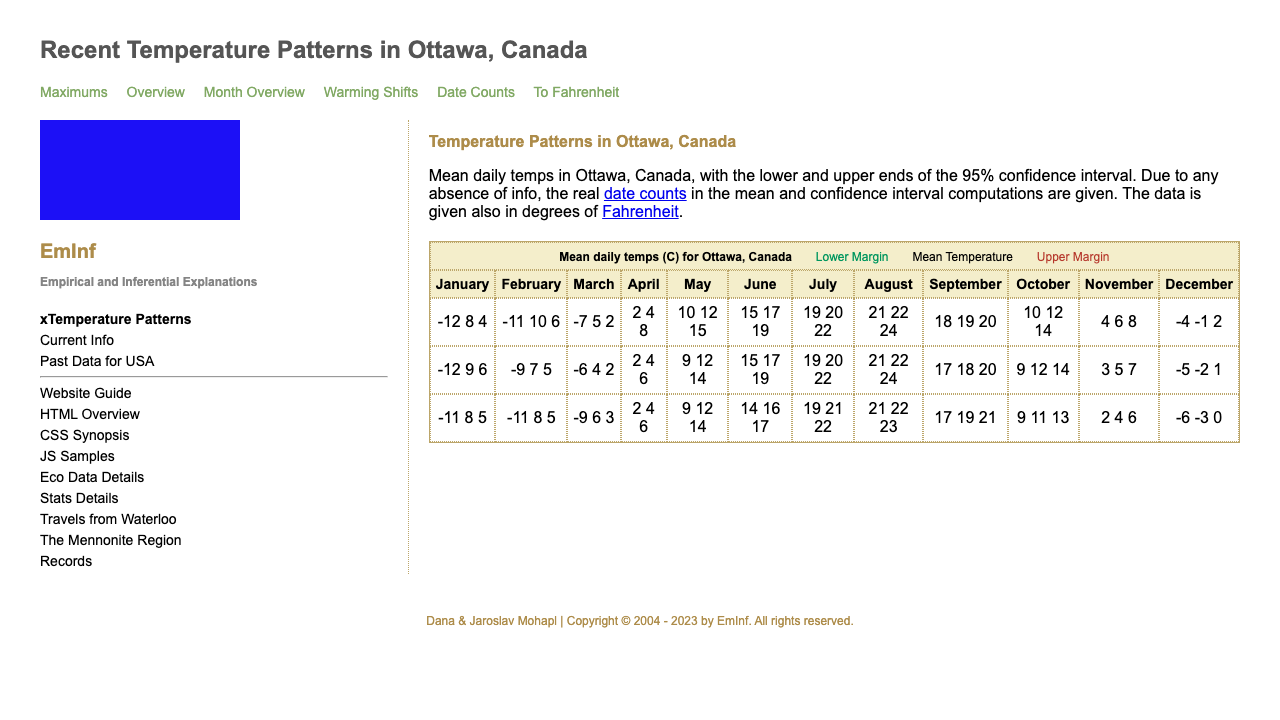 Recent Temperature Patterns in Ottawa, Canada
Maximums Overview Month Overview Warming Shifts Date Counts To Fahrenheit
EmInf
Empirical and Inferential Explanations
xTemperature Patterns
Current Info
Past Data for USA
Website Guide
HTML Overview
CSS Synopsis
JS Samples
Eco Data Details
Stats Details
Travels from Waterloo
The Mennonite Region
Records
Temperature Patterns in Ottawa, Canada
Mean daily temps in Ottawa, Canada, with the lower and upper ends of the 95% confidence interval. Due to any
absence of info, the real date counts in the mean and confidence interval computations are given. The data is
given also in degrees of Fahrenheit.
Mean daily temps (C) for Ottawa, Canada Lower Margin Mean Temperature Upper Margin
January February March April May June July August September October November December
-12 8 4 -11 10 6 -7 5 2 2 4 8 10 12 15 15 17 19 19 20 22 21 22 24 18 19 20 10 12 14 4 6 8 -4 -1 2
-12 9 6 -9 7 5 -6 4 2 2 4 6 9 12 14 15 17 19 19 20 22 21 22 24 17 18 20 9 12 14 3 5 7 -5 -2 1
-11 8 5 -11 8 5 -9 6 3 2 4 6 9 12 14 14 16 17 19 21 22 21 22 23 17 19 21 9 11 13 2 4 6 -6 -3 0
Dana & Jaroslav Mohapl | Copyright © 2004 - 2023 by EmInf. All rights reserved.